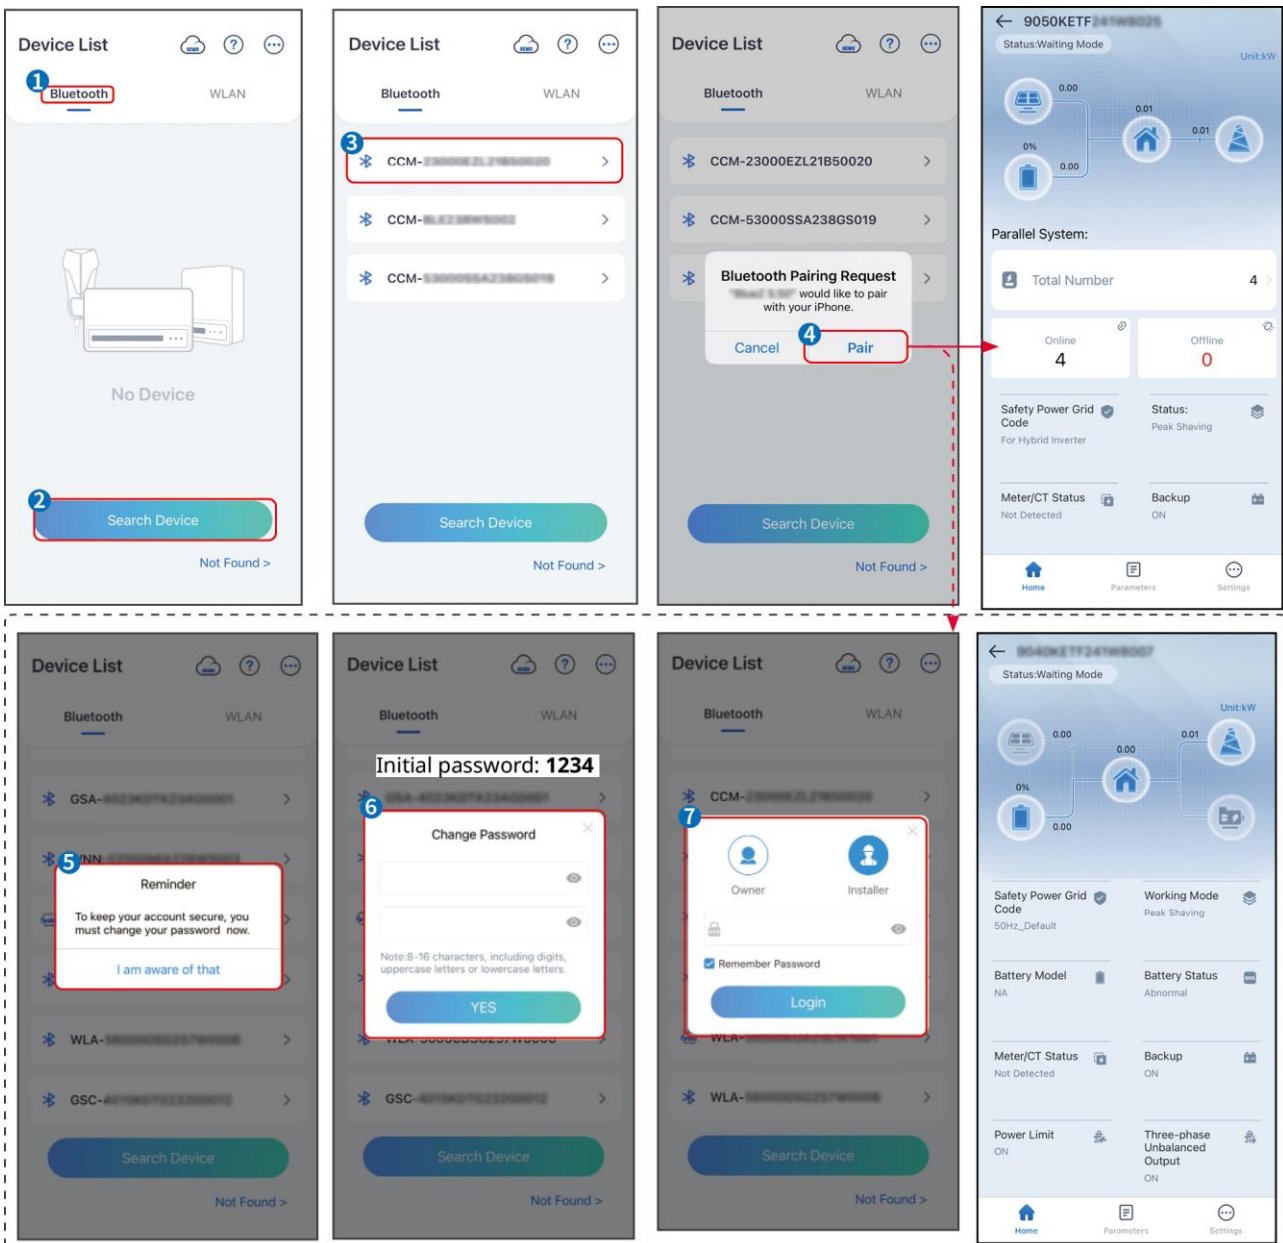 Device List
1
Bluetooth
WLAN
No Device
2
Search Device
Not Found >
Device List
Bluetooth
WLAN
3
CCM-
CCM-
CCM-
Search Device
Not Found >
Device List
Bluetooth
WLAN
CCM-23000EZL21B50020
CCM-53000SSA238GS019
Bluetooth Pairing Request
would like to pair
with your iPhone.
4
Cancel
Pair
Search Device
Not Found >
9050KETF
Status:Waiting Mode
Unit:kW
0.00
0.01
0.01
0%
0.00
Parallel System:
Total Number
4
Online
4
Offline
0
Safety Power Grid
Code
For Hybrid Inverter
Status:
Peak Shaving
Meter/CT Status
Not Detected
Backup
ON
Home
Parameters
Settings
Device List
Bluetooth
WLAN
GSA-
5
Reminder
To keep your account secure, you
must change your password now.
I am aware of that
WLA-
GSC-
Search Device
Not Found >
Device List
Bluetooth
WLAN
Initial password: 1234
6
Change Password
Note:8-16 characters, including digits,
uppercase letters or lowercase letters.
YES
GSC-
Search Device
Not Found >
Device List
Bluetooth
WLAN
CCM-
7
Owner
Installer
Remember Password
Login
WLA-
WLA-
Search Device
Not Found >
Status:Waiting Mode
Unit:kW
0.00
0.00
0.01
0%
0.00
Safety Power Grid
Code
50Hz_Default
Working Mode
Peak Shaving
Battery Model
NA
Battery Status
Abnormal
Meter/CT Status
Not Detected
Backup
ON
Power Limit
ON
Three-phase
Unbalanced
Output
ON
Home
Parameters
Settings